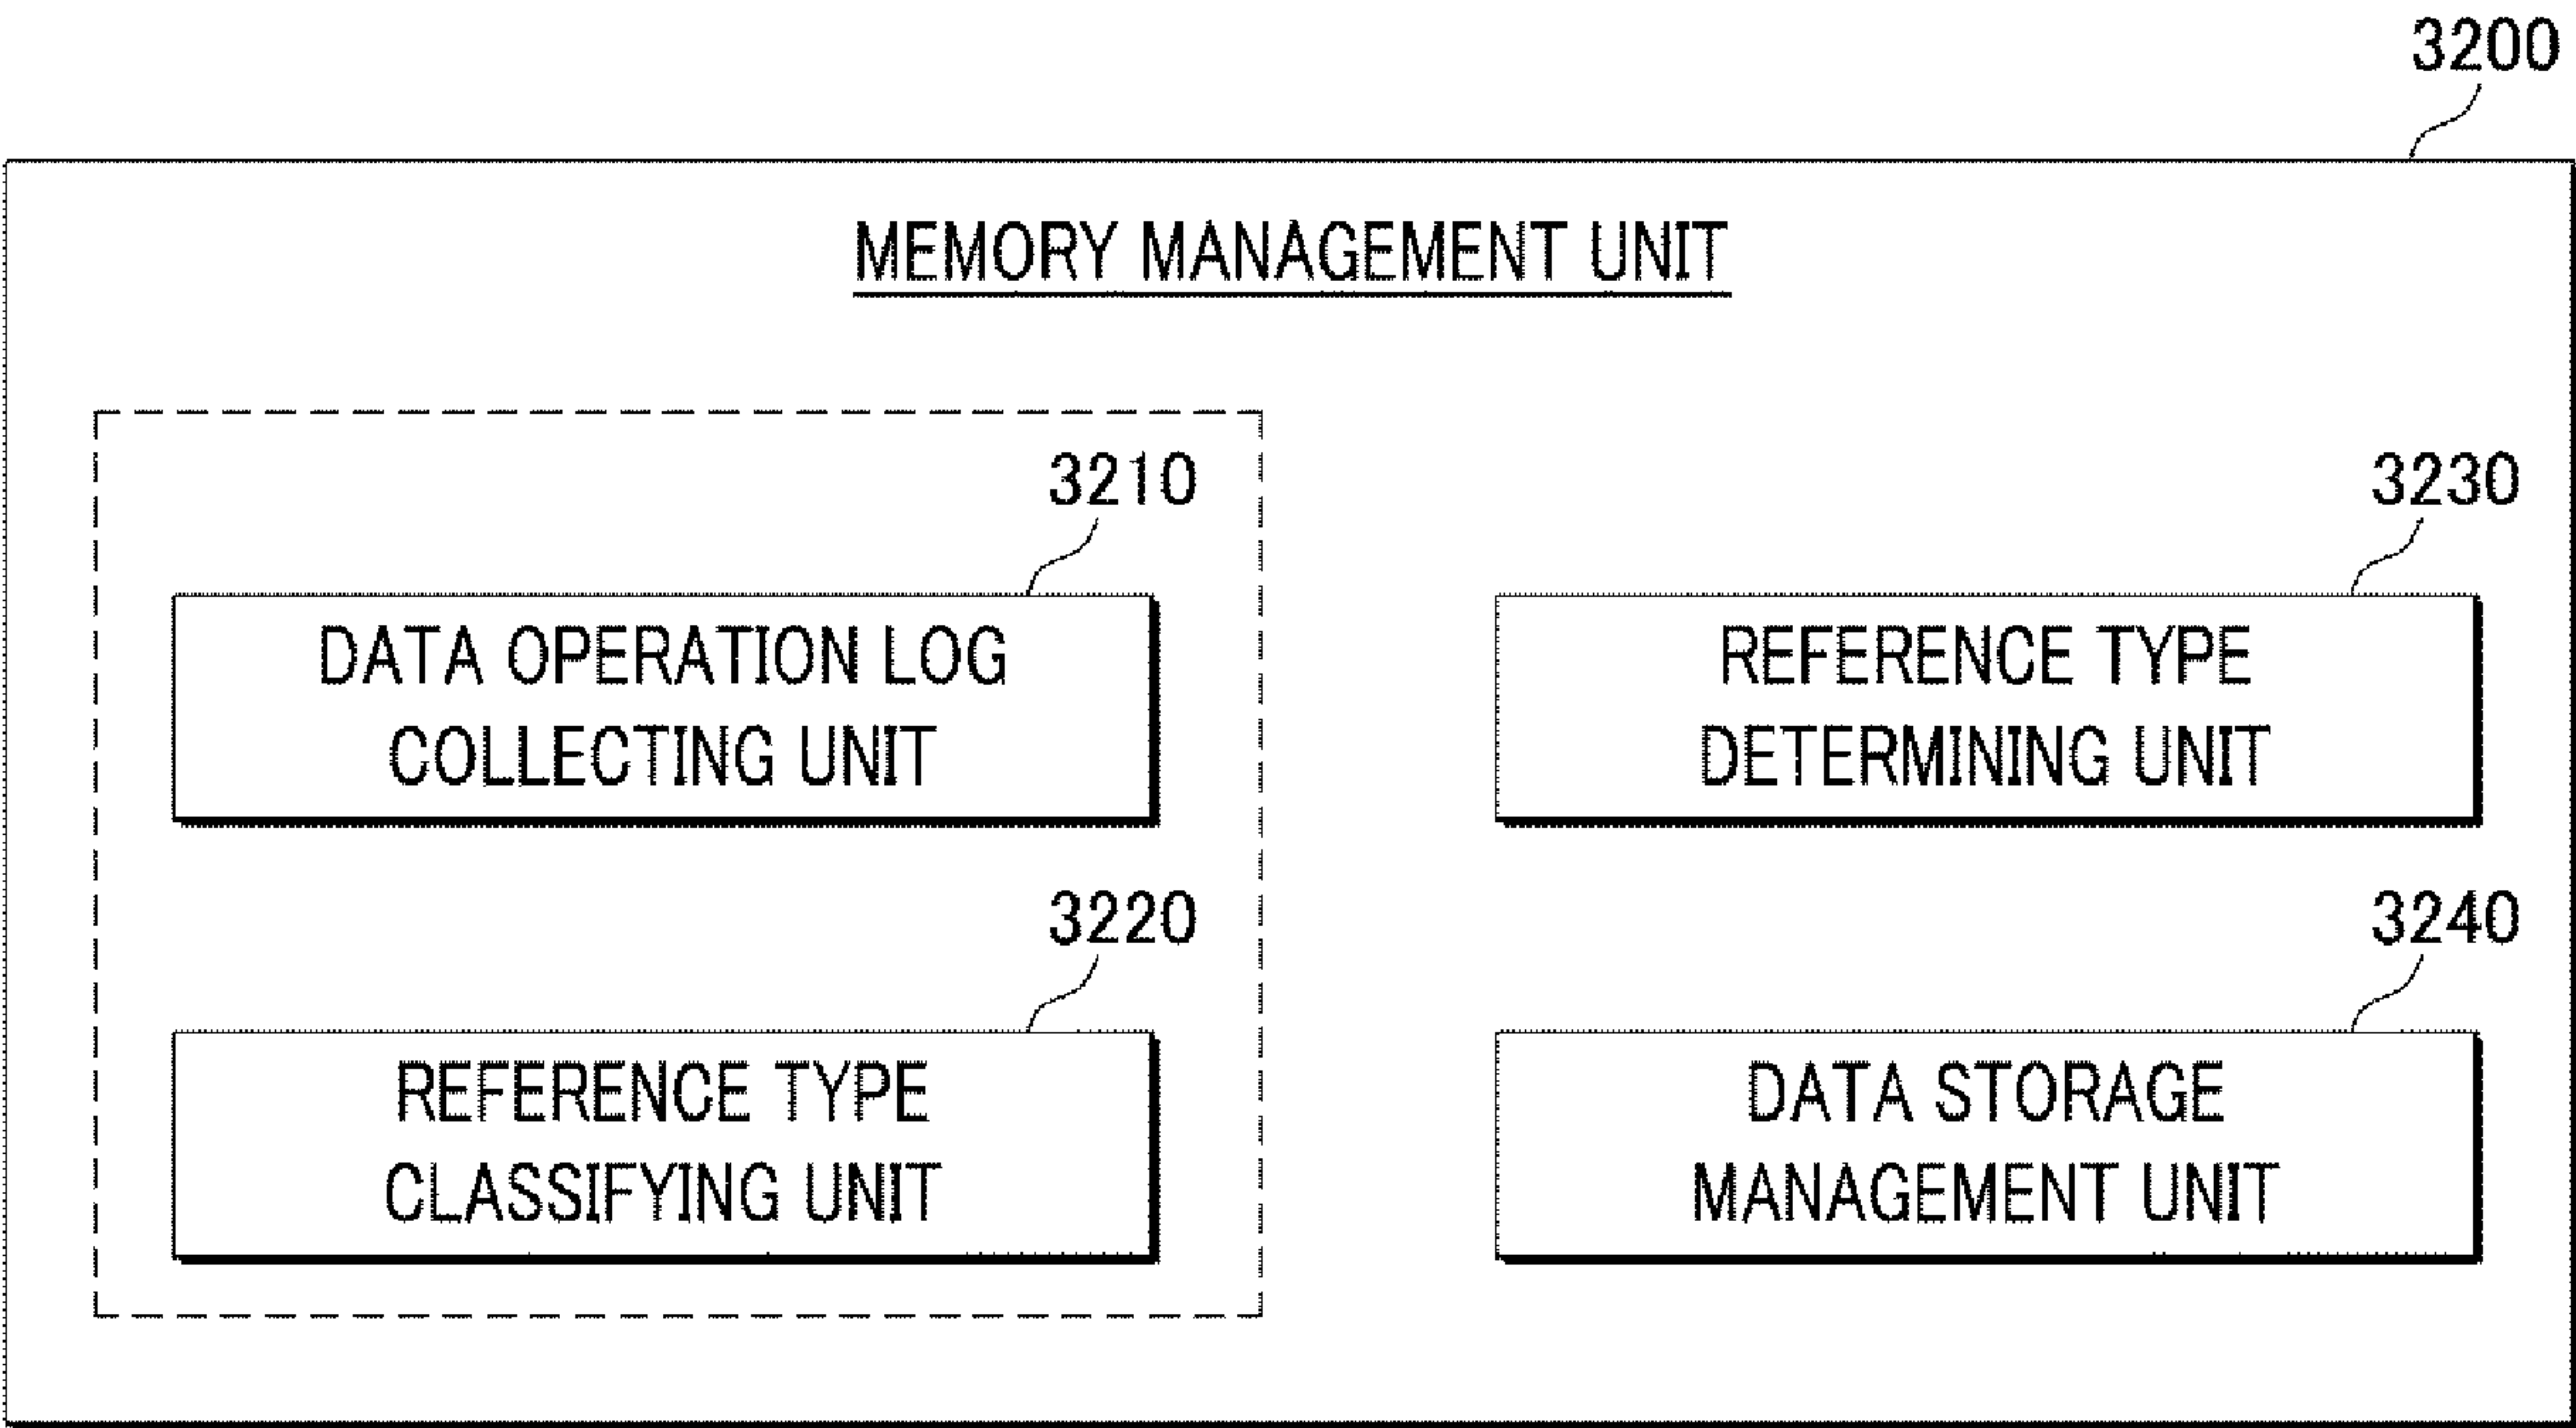 3200
MEMORY MANAGEMENT UNIT
3210
DATA OPERATION LOG
COLLECTING UNIT
3230
REFERENCE TYPE
DETERMINING UNIT
3220
REFERENCE TYPE
CLASSIFYING UNIT
3240
DATA STORAGE
MANAGEMENT UNIT